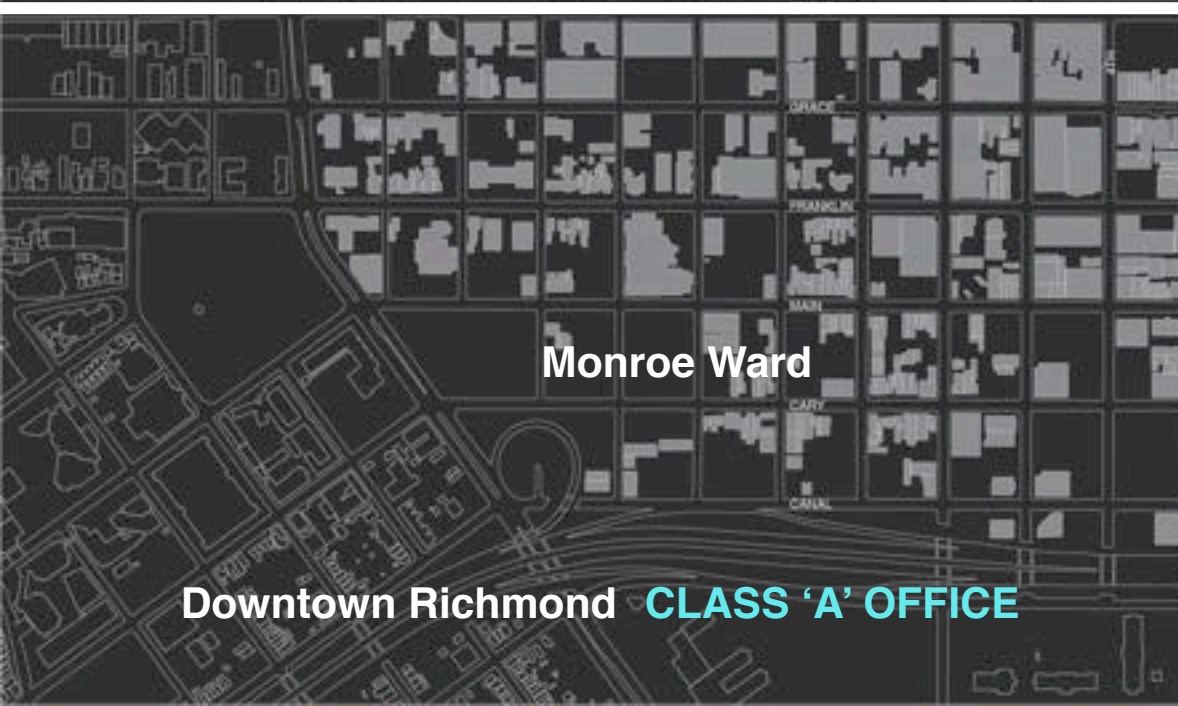 GRACE
FRANKLIN
MAIN
Monroe Ward
CARY
CANAL
Downtown Richmond CLASS ‘A’ OFFICE